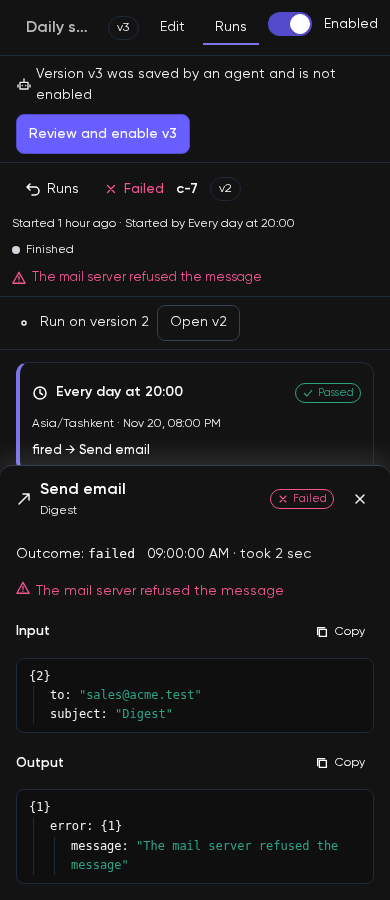 Daily s...
v3
Edit
Runs
Enabled
Version v3 was saved by an agent and is not
enabled
Review and enable v3
Runs
Failed
c-7
v2
Started 1 hour ago · Started by Every day at 20:00
Finished
The mail server refused the message
Run on version 2
Open v2
Every day at 20:00
Passed
Asia/Tashkent · Nov 20, 08:00 PM
fired → Send email
Send email
Failed
Digest
Outcome: failed 09:00:00 AM · took 2 sec
The mail server refused the message
Input
Copy
{2}
to: "sales@acme.test"
subject: "Digest"
Output
Copy
{1}
error: {1}
message: "The mail server refused the
message"